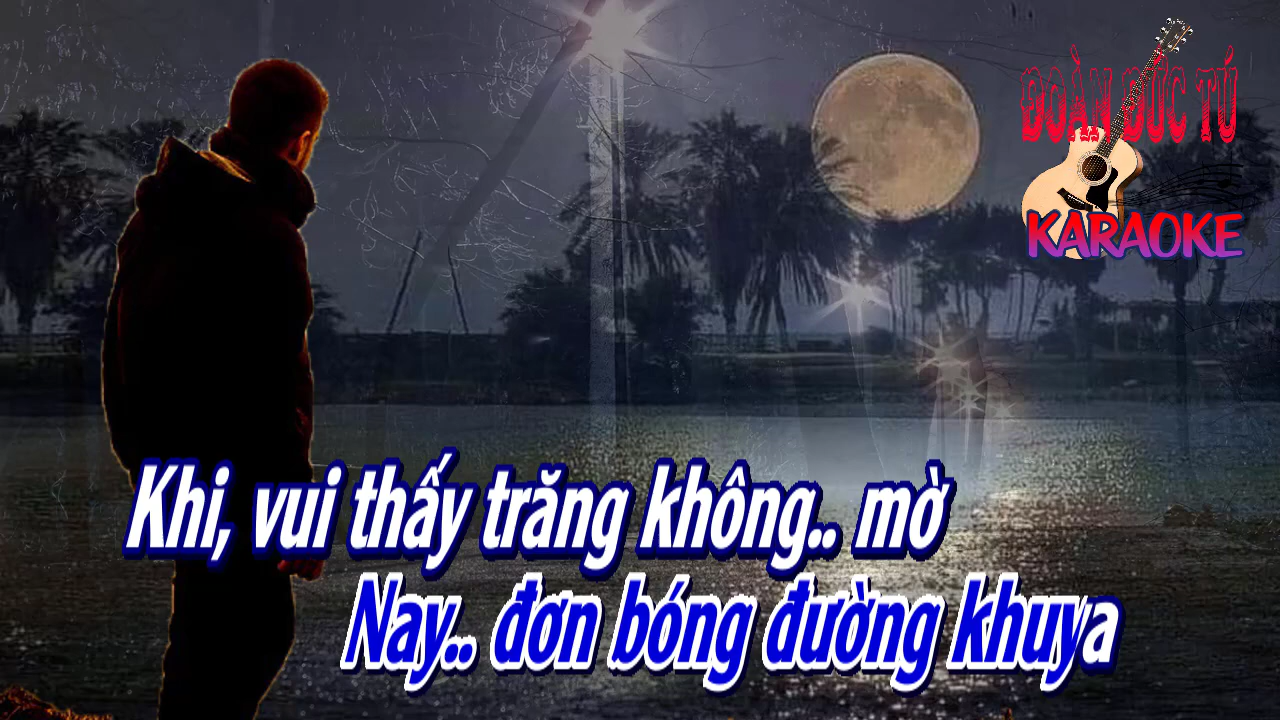 ĐOÀN ĐỨC TÚ
KARAOKE
Khi, vui thấy trăng không.. mờ
Nay.. đơn bóng đường khuya